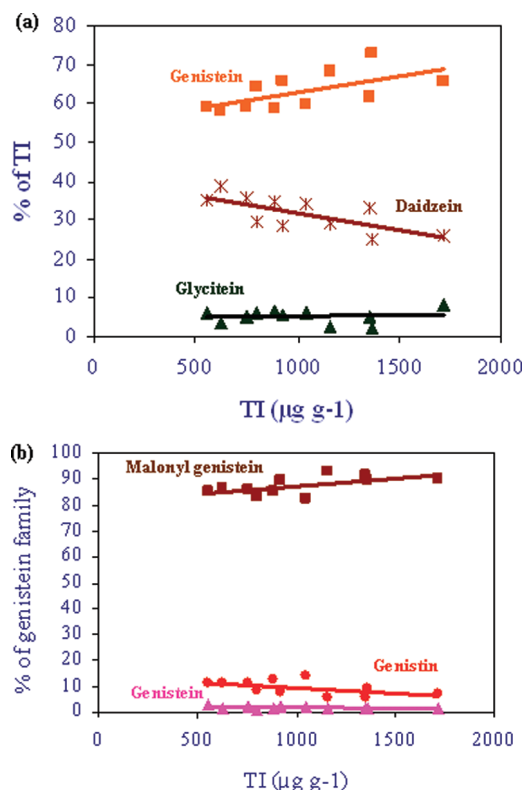 (a)
80
70
60
50
40
30
20
10
0
% of TI
Genistein
Daidzein
Glycitein
0 500 1000 1500 2000
TI (µg g-1)
(b)
100
90
80
70
60
50
40
30
20
10
0
% of genistein family
Malonyl genistein
Genistin
Genistein
0 500 1000 1500 2000
TI (µg g-1)